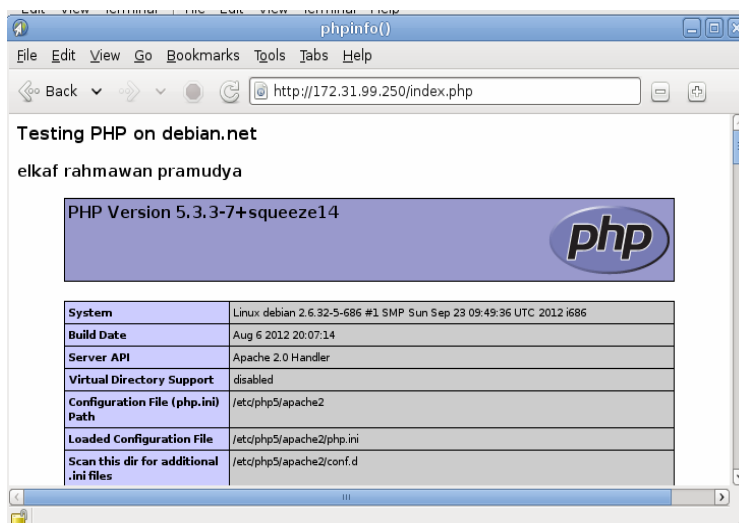 phpinfo()
File Edit View Go Bookmarks Tools Tabs Help
Back http://172.31.99.250/index.php
Testing PHP on debian.net
elkaf rahmawan pramudya
PHP Version 5.3.3-7+squeeze14
php
System Linux debian 2.6.32-5-686 #1 SMP Sun Sep 23 09:49:36 UTC 2012 i686
Build Date Aug 6 2012 20:07:14
Server API Apache 2.0 Handler
Virtual Directory Support disabled
Configuration File (php.ini) /etc/php5/apache2
Path
Loaded Configuration File /etc/php5/apache2/php.ini
Scan this dir for additional /etc/php5/apache2/conf.d
.ini files